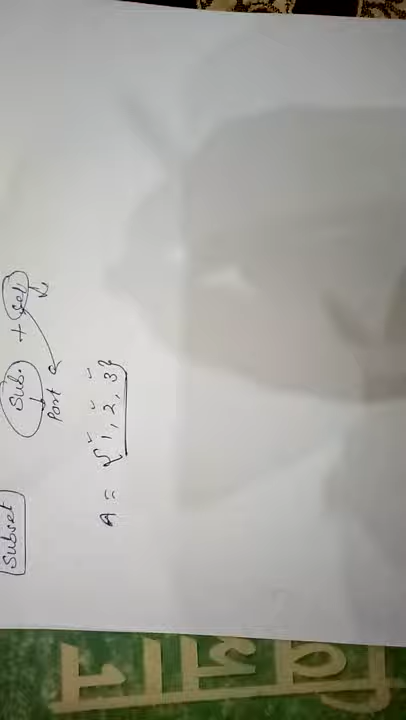 Subset
Sub. + set
Part
A = {1, 2, 3}